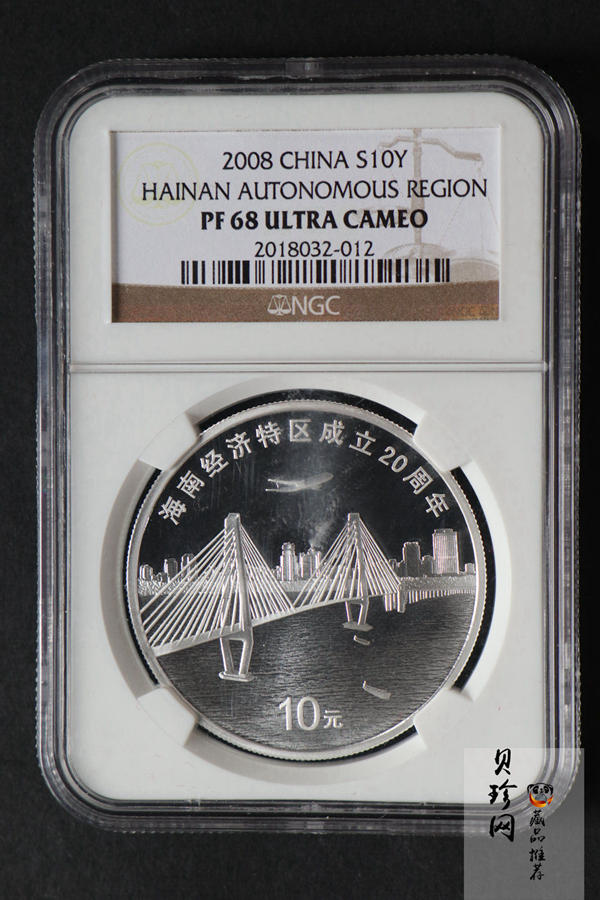 2008 CHINA S10Y
HAINAN AUTONOMOUS REGION
PF 68 ULTRA CAMEO
2018032-012
NGC
海南经济特区成立20周年
10元
贝珍网
藏品推荐